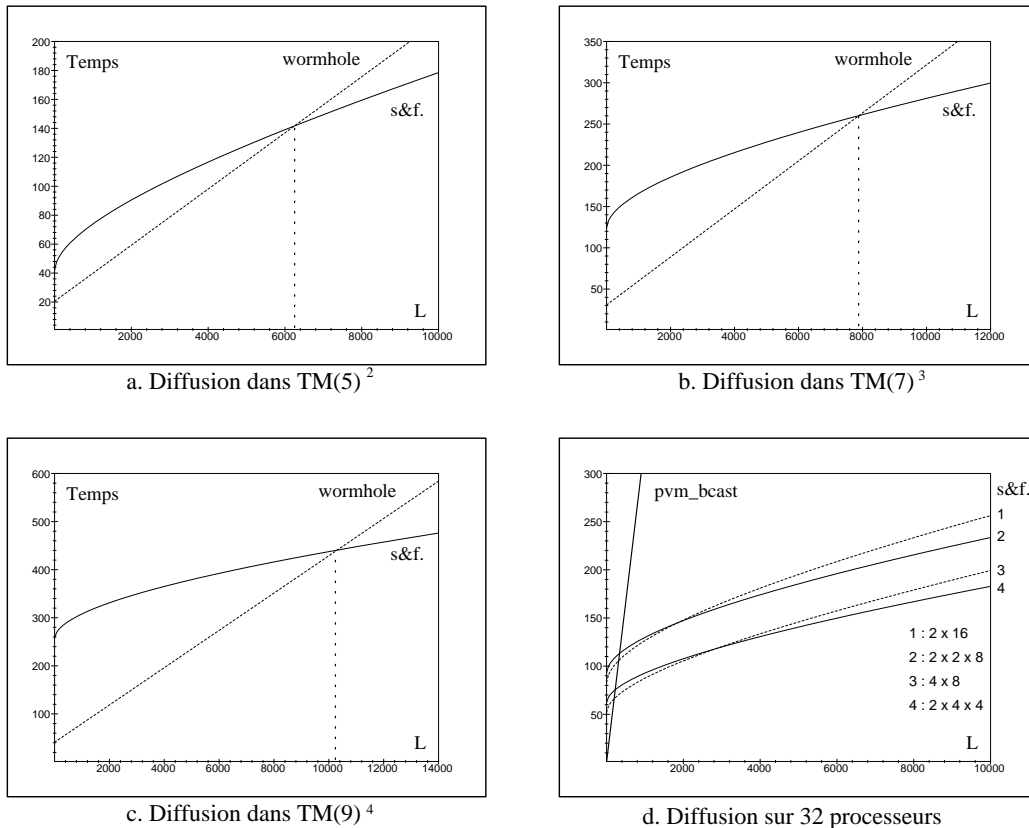 200
180
160
140
120
100
80
60
40
20
Temps
wormhole
s&f.
L
2000 4000 6000 8000 10000
a. Diffusion dans TM(5) 2
350
300
250
200
150
100
50
Temps
wormhole
s&f.
L
2000 4000 6000 8000 10000 12000
b. Diffusion dans TM(7) 3
600
500
400
300
200
100
Temps
wormhole
s&f.
L
2000 4000 6000 8000 10000 12000 14000
c. Diffusion dans TM(9) 4
300
250
200
150
100
50
pvm_bcast
s&f.
1
2
3
4
1 : 2 x 16
2 : 2 x 2 x 8
3 : 4 x 8
4 : 2 x 4 x 4
L
2000 4000 6000 8000 10000
d. Diffusion sur 32 processeurs